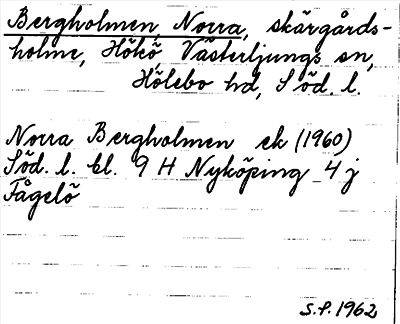 Bergholmen, Norra, skärgårds-
holme, Hökö, Västerljungs sn,
Hölebo hd, Söd. l.
Norra Bergholmen ek (1960)
Söd. l. bl. 9 H Nyköping 4 j
Fågelö
S.P. 1962